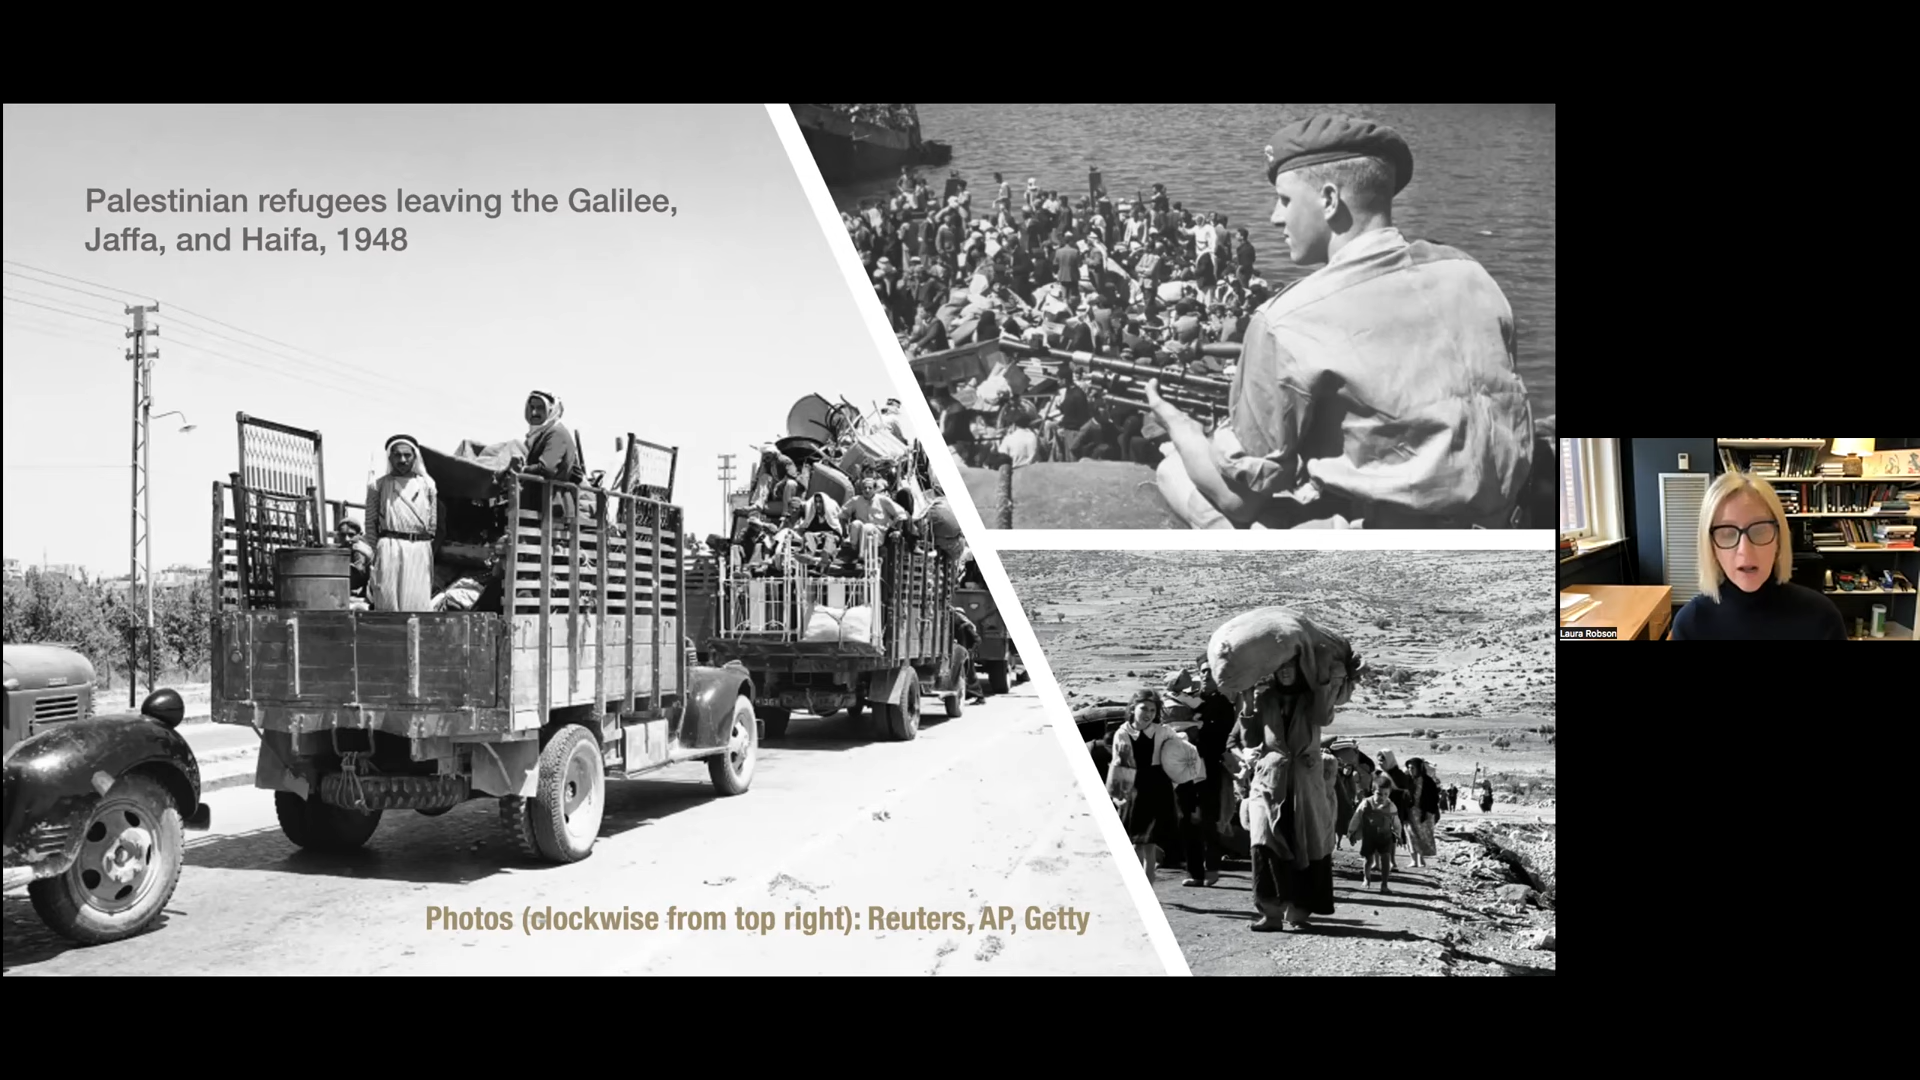 Palestinian refugees leaving the Galilee,
Jaffa, and Haifa, 1948
Photos (clockwise from top right): Reuters, AP, Getty
Laura Robson